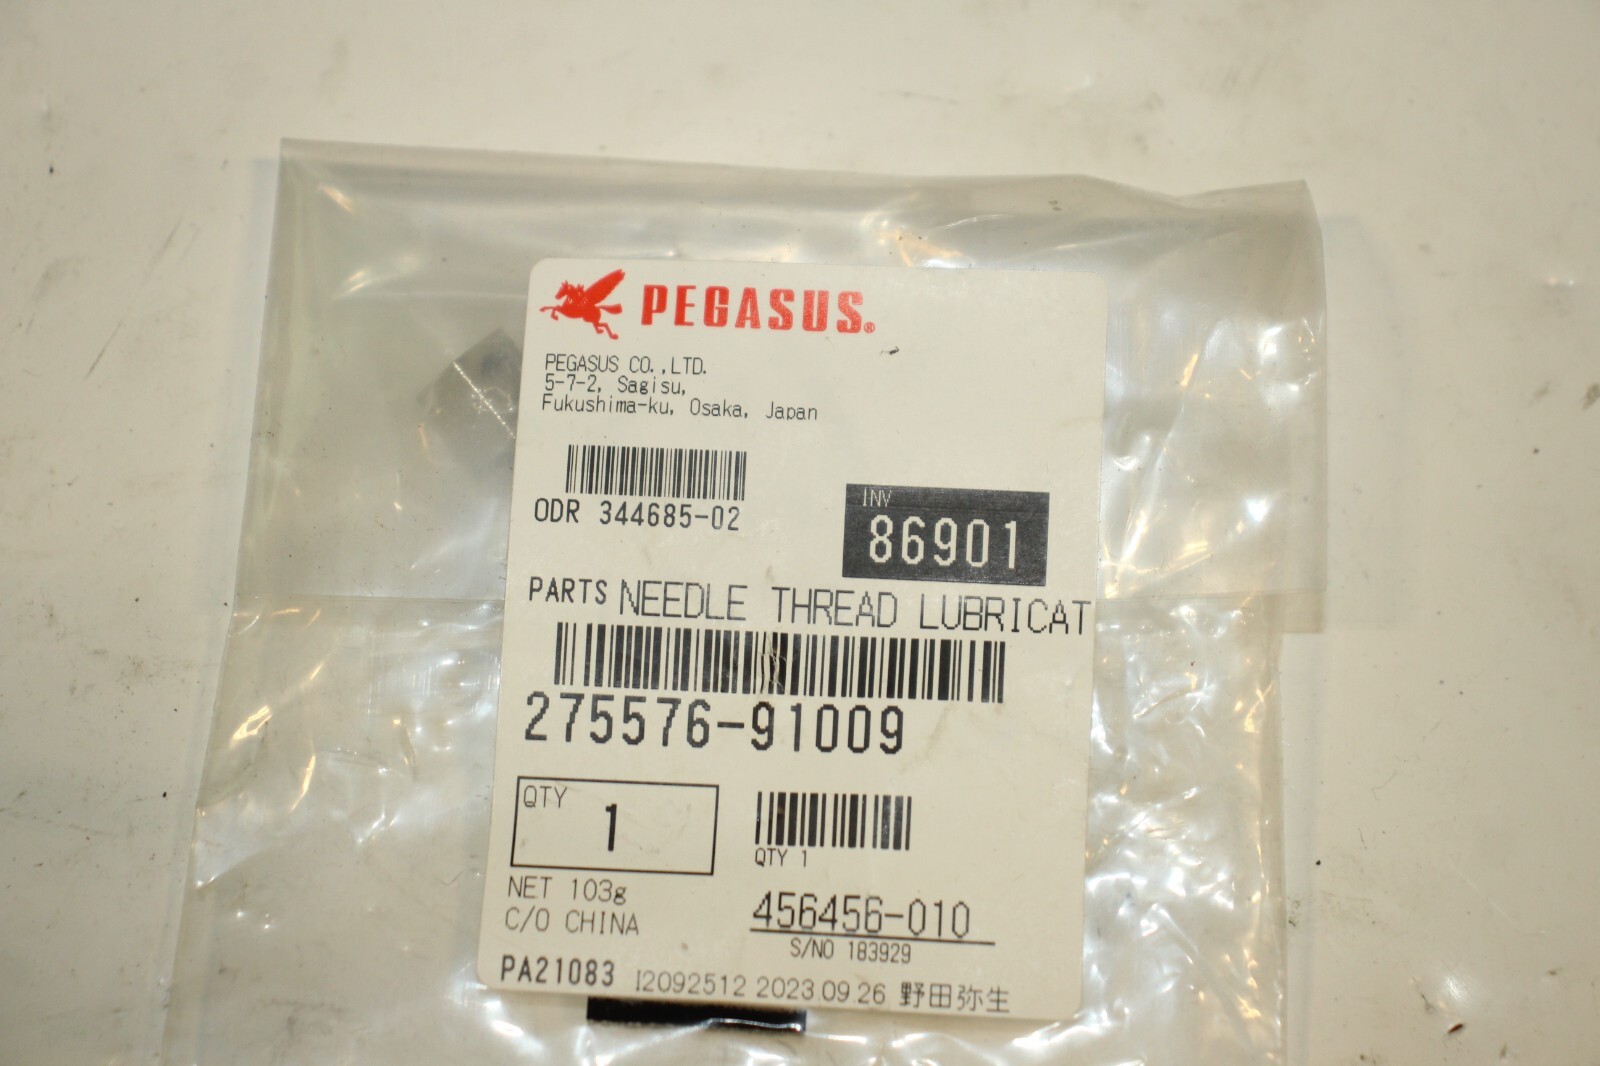 PEGASUS®
PEGASUS CO.,LTD.
5-7-2, Sagisu,
Fukushima-ku, Osaka, Japan
ODR 344685-02
INV
86901
PARTS NEEDLE THREAD LUBRICAT
275576-91009
QTY
1
QTY 1
NET 103g
C/O CHINA
456456-010
S/NO 183929
PA21083 I2092512 2023.09.26 野田弥生